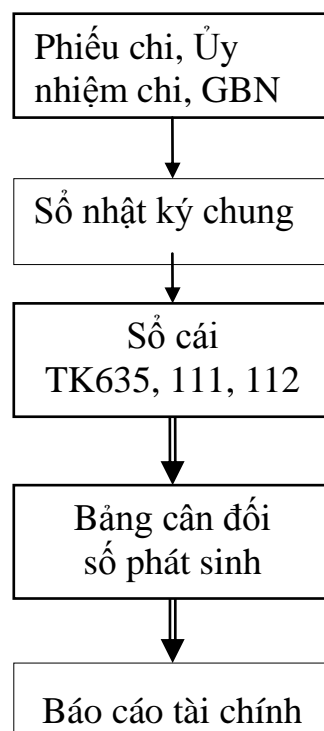 Phiếu chi, Ủy
nhiệm chi, GBN
Sổ nhật ký chung
Sổ cái
TK635, 111, 112
Bảng cân đối
số phát sinh
Báo cáo tài chính